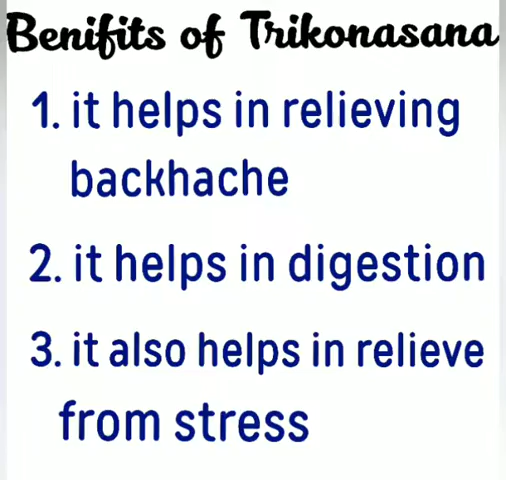 Benifits of Trikonasana
1. it helps in relieving
backhache
2. it helps in digestion
3. it also helps in relieve
from stress